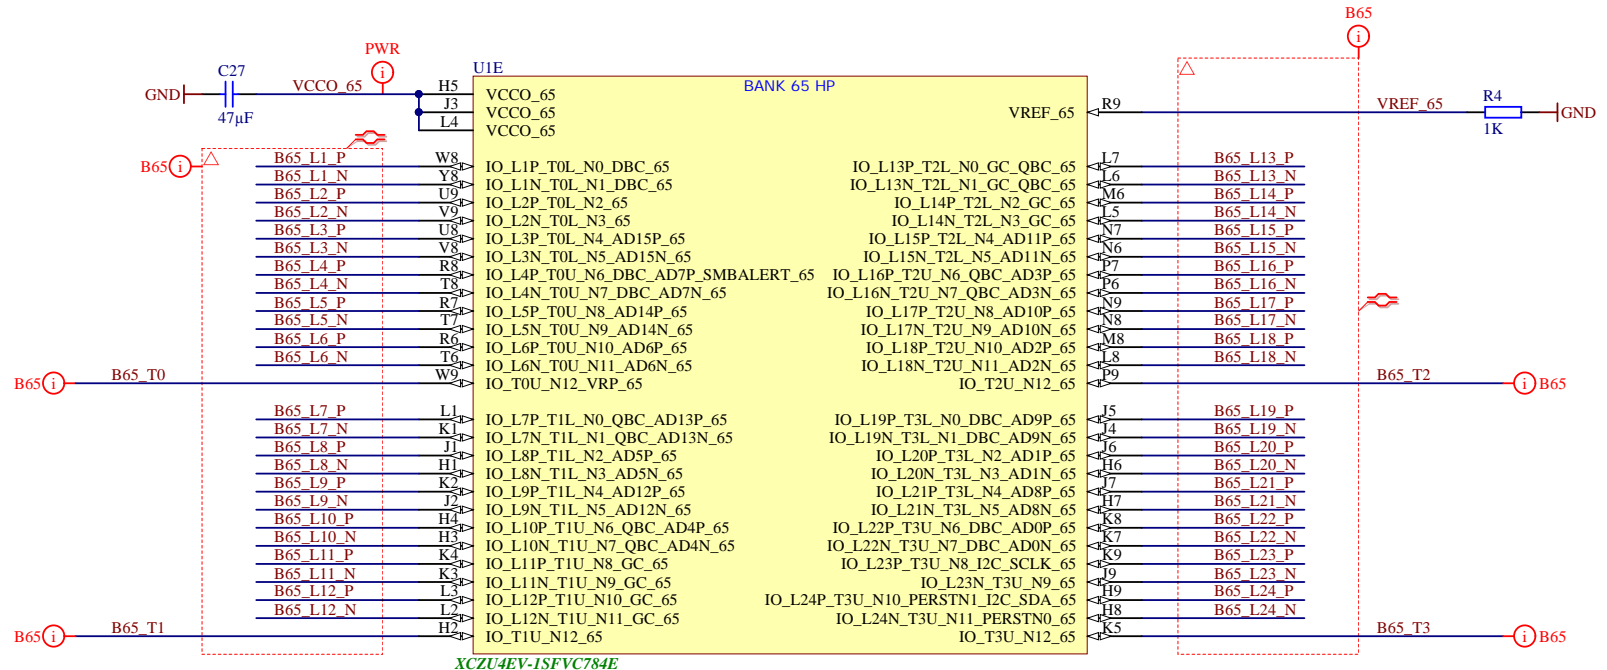 B65
PWR
U1E
C27
BANK 65 HP
GND VCCO_65 H5 VCCO_65
47µF
J3 VCCO_65
L4 VCCO_65
VREF_65 R9 VREF_65 R4 GND
1K
B65
B65_L1_P W8 IO_L1P_T0L_N0_DBC_65 IO_L13P_T2L_N0_GC_QBC_65 L7 B65_L13_P
B65_L1_N Y8 IO_L1N_T0L_N1_DBC_65 IO_L13N_T2L_N1_GC_QBC_65 L6 B65_L13_N
B65_L2_P U9 IO_L2P_T0L_N2_65 IO_L14P_T2L_N2_GC_65 M6 B65_L14_P
B65_L2_N V9 IO_L2N_T0L_N3_65 IO_L14N_T2L_N3_GC_65 L5 B65_L14_N
B65_L3_P U8 IO_L3P_T0L_N4_AD15P_65 IO_L15P_T2L_N4_AD11P_65 N7 B65_L15_P
B65_L3_N V8 IO_L3N_T0L_N5_AD15N_65 IO_L15N_T2L_N5_AD11N_65 N6 B65_L15_N
B65_L4_P R8 IO_L4P_T0U_N6_DBC_AD7P_SMBALERT_65 IO_L16P_T2U_N6_QBC_AD3P_65 P7 B65_L16_P
B65_L4_N T8 IO_L4N_T0U_N7_DBC_AD7N_65 IO_L16N_T2U_N7_QBC_AD3N_65 P6 B65_L16_N
B65_L5_P R7 IO_L5P_T0U_N8_AD14P_65 IO_L17P_T2U_N8_AD10P_65 N9 B65_L17_P
B65_L5_N T7 IO_L5N_T0U_N9_AD14N_65 IO_L17N_T2U_N9_AD10N_65 N8 B65_L17_N
B65_L6_P R6 IO_L6P_T0U_N10_AD6P_65 IO_L18P_T2U_N10_AD2P_65 M8 B65_L18_P
B65_L6_N T6 IO_L6N_T0U_N11_AD6N_65 IO_L18N_T2U_N11_AD2N_65 L8 B65_L18_N
B65 B65_T0 W9 IO_T0U_N12_VRP_65 IO_T2U_N12_65 P9 B65_T2 B65
B65_L7_P L1 IO_L7P_T1L_N0_QBC_AD13P_65 IO_L19P_T3L_N0_DBC_AD9P_65 J5 B65_L19_P
B65_L7_N K1 IO_L7N_T1L_N1_QBC_AD13N_65 IO_L19N_T3L_N1_DBC_AD9N_65 J4 B65_L19_N
B65_L8_P J1 IO_L8P_T1L_N2_AD5P_65 IO_L20P_T3L_N2_AD1P_65 J6 B65_L20_P
B65_L8_N H1 IO_L8N_T1L_N3_AD5N_65 IO_L20N_T3L_N3_AD1N_65 H6 B65_L20_N
B65_L9_P K2 IO_L9P_T1L_N4_AD12P_65 IO_L21P_T3L_N4_AD8P_65 J7 B65_L21_P
B65_L9_N J2 IO_L9N_T1L_N5_AD12N_65 IO_L21N_T3L_N5_AD8N_65 H7 B65_L21_N
B65_L10_P H4 IO_L10P_T1U_N6_QBC_AD4P_65 IO_L22P_T3U_N6_DBC_AD0P_65 K8 B65_L22_P
B65_L10_N H3 IO_L10N_T1U_N7_QBC_AD4N_65 IO_L22N_T3U_N7_DBC_AD0N_65 K7 B65_L22_N
B65_L11_P K4 IO_L11P_T1U_N8_GC_65 IO_L23P_T3U_N8_I2C_SCLK_65 K9 B65_L23_P
B65_L11_N K3 IO_L11N_T1U_N9_GC_65 IO_L23N_T3U_N9_65 J9 B65_L23_N
B65_L12_P L3 IO_L12P_T1U_N10_GC_65 IO_L24P_T3U_N10_PERSTN1_I2C_SDA_65 H9 B65_L24_P
B65_L12_N L2 IO_L12N_T1U_N11_GC_65 IO_L24N_T3U_N11_PERSTN0_65 H8 B65_L24_N
B65 B65_T1 H2 IO_T1U_N12_65 IO_T3U_N12_65 K5 B65_T3 B65
XCZU4EV-1SFVC784E